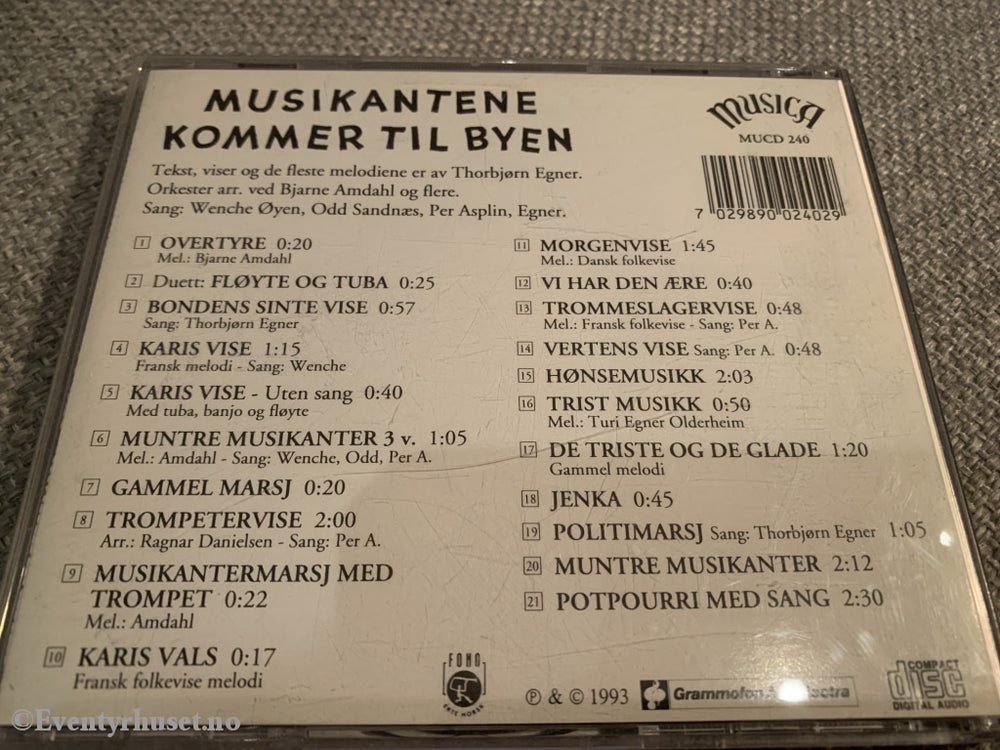 MUSIKANTENE
KOMMER TIL BYEN
Tekst, viser og de fleste melodiene er av Thorbjørn Egner.
Orkester arr. ved Bjarne Amdahl og flere.
Sang: Wenche Øyen, Odd Sandnæs, Per Asplin, Egner.
MUSICA
MUCD 240
7 029890 024029
1 OVERTYRE 0:20
Mel.: Bjarne Amdahl
2 Duett: FLØYTE OG TUBA 0:25
3 BONDENS SINTE VISE 0:57
Sang: Thorbjørn Egner
4 KARIS VISE 1:15
Fransk melodi - Sang: Wenche
5 KARIS VISE - Uten sang 0:40
Med tuba, banjo og fløyte
6 MUNTRE MUSIKANTER 3 v. 1:05
Mel.: Amdahl - Sang: Wenche, Odd, Per A.
7 GAMMEL MARSJ 0:20
8 TROMPETERVISE 2:00
Arr.: Ragnar Danielsen - Sang: Per A.
9 MUSIKANTERMARSJ MED
TROMPET 0:22
Mel.: Amdahl
10 KARIS VALS 0:17
Fransk folkevise melodi
11 MORGENVISE 1:45
Mel.: Dansk folkevise
12 VI HAR DEN ÆRE 0:40
13 TROMMESLAGERVISE 0:48
Mel.: Fransk folkevise - Sang: Per A.
14 VERTENS VISE Sang: Per A. 0:48
15 HØNSEMUSIKK 2:03
16 TRIST MUSIKK 0:50
Mel.: Turi Egner Olderheim
17 DE TRISTE OG DE GLADE 1:20
Gammel melodi
18 JENKA 0:45
19 POLITIMARSJ Sang: Thorbjørn Egner 1:05
20 MUNTRE MUSIKANTER 2:12
21 POTPOURRI MED SANG 2:30
FONO
EKTE NORSK
℗ & © 1993
COMPACT
disc
DIGITAL AUDIO
©Eventyrhuset.no